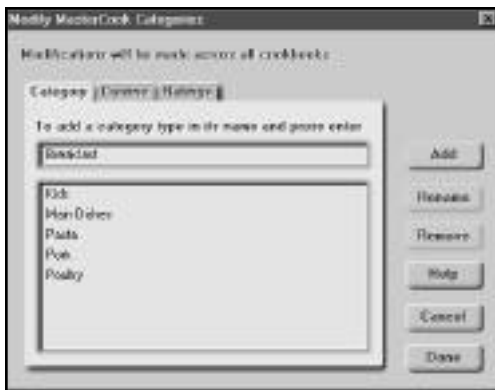 Modify MasterCook Categories
Modifications will be made across all cookbooks
Category Cuisine Ratings
To add a category type in its name and press enter
Breakfast
Add
Kids
Main Dishes
Pasta
Pork
Poultry
Rename
Remove
Help
Cancel
Done